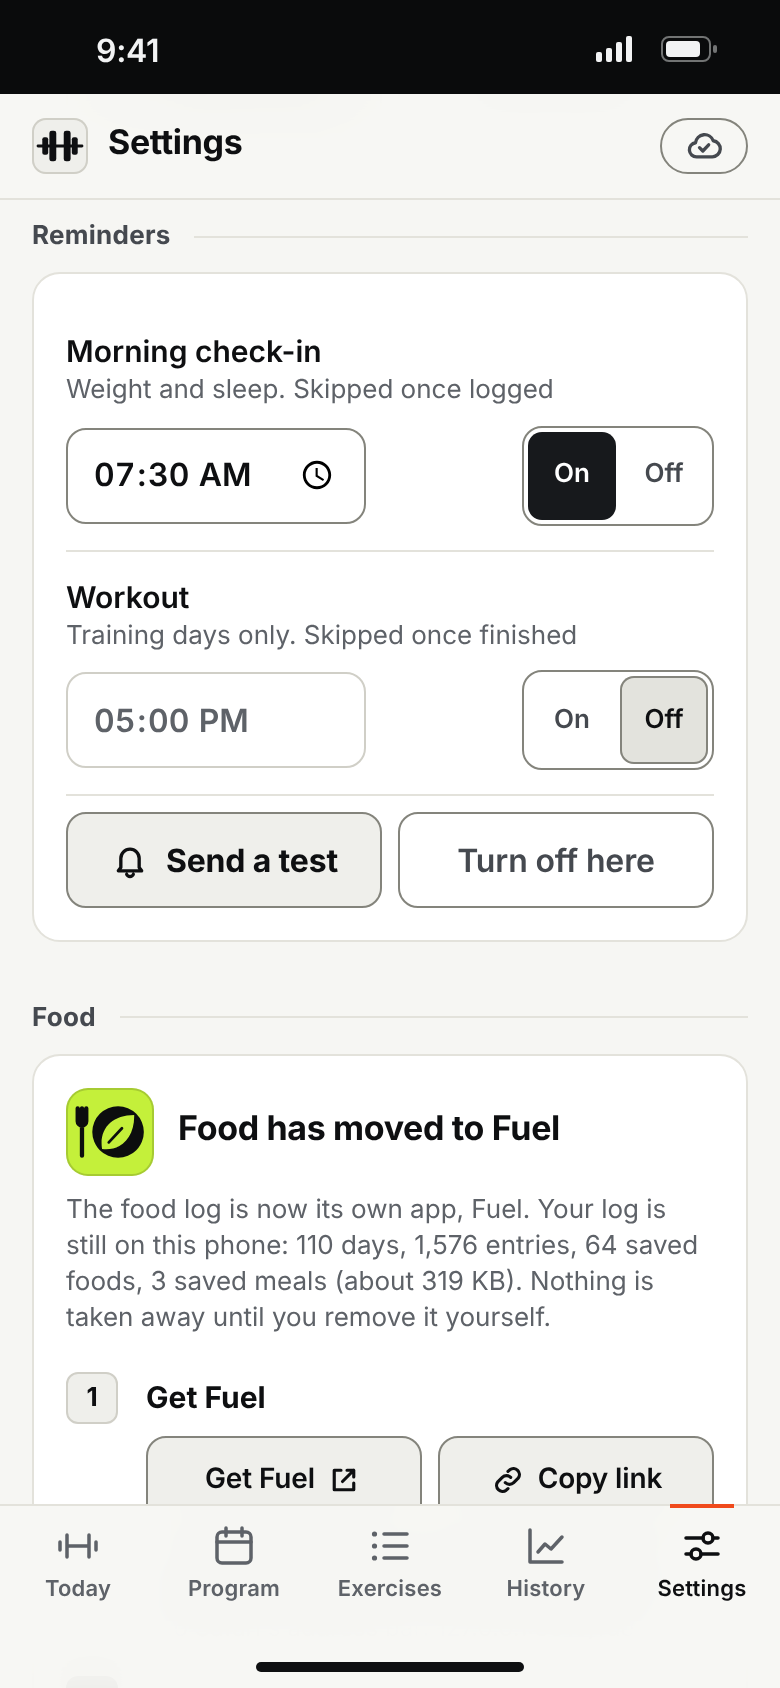 9:41
Settings
Reminders
Morning check-in
Weight and sleep. Skipped once logged
07:30 AM
On Off
Workout
Training days only. Skipped once finished
05:00 PM
On Off
Send a test Turn off here
Food
Food has moved to Fuel
The food log is now its own app, Fuel. Your log is
still on this phone: 110 days, 1,576 entries, 64 saved
foods, 3 saved meals (about 319 KB). Nothing is
taken away until you remove it yourself.
1 Get Fuel
Get Fuel Copy link
Today Program Exercises History Settings